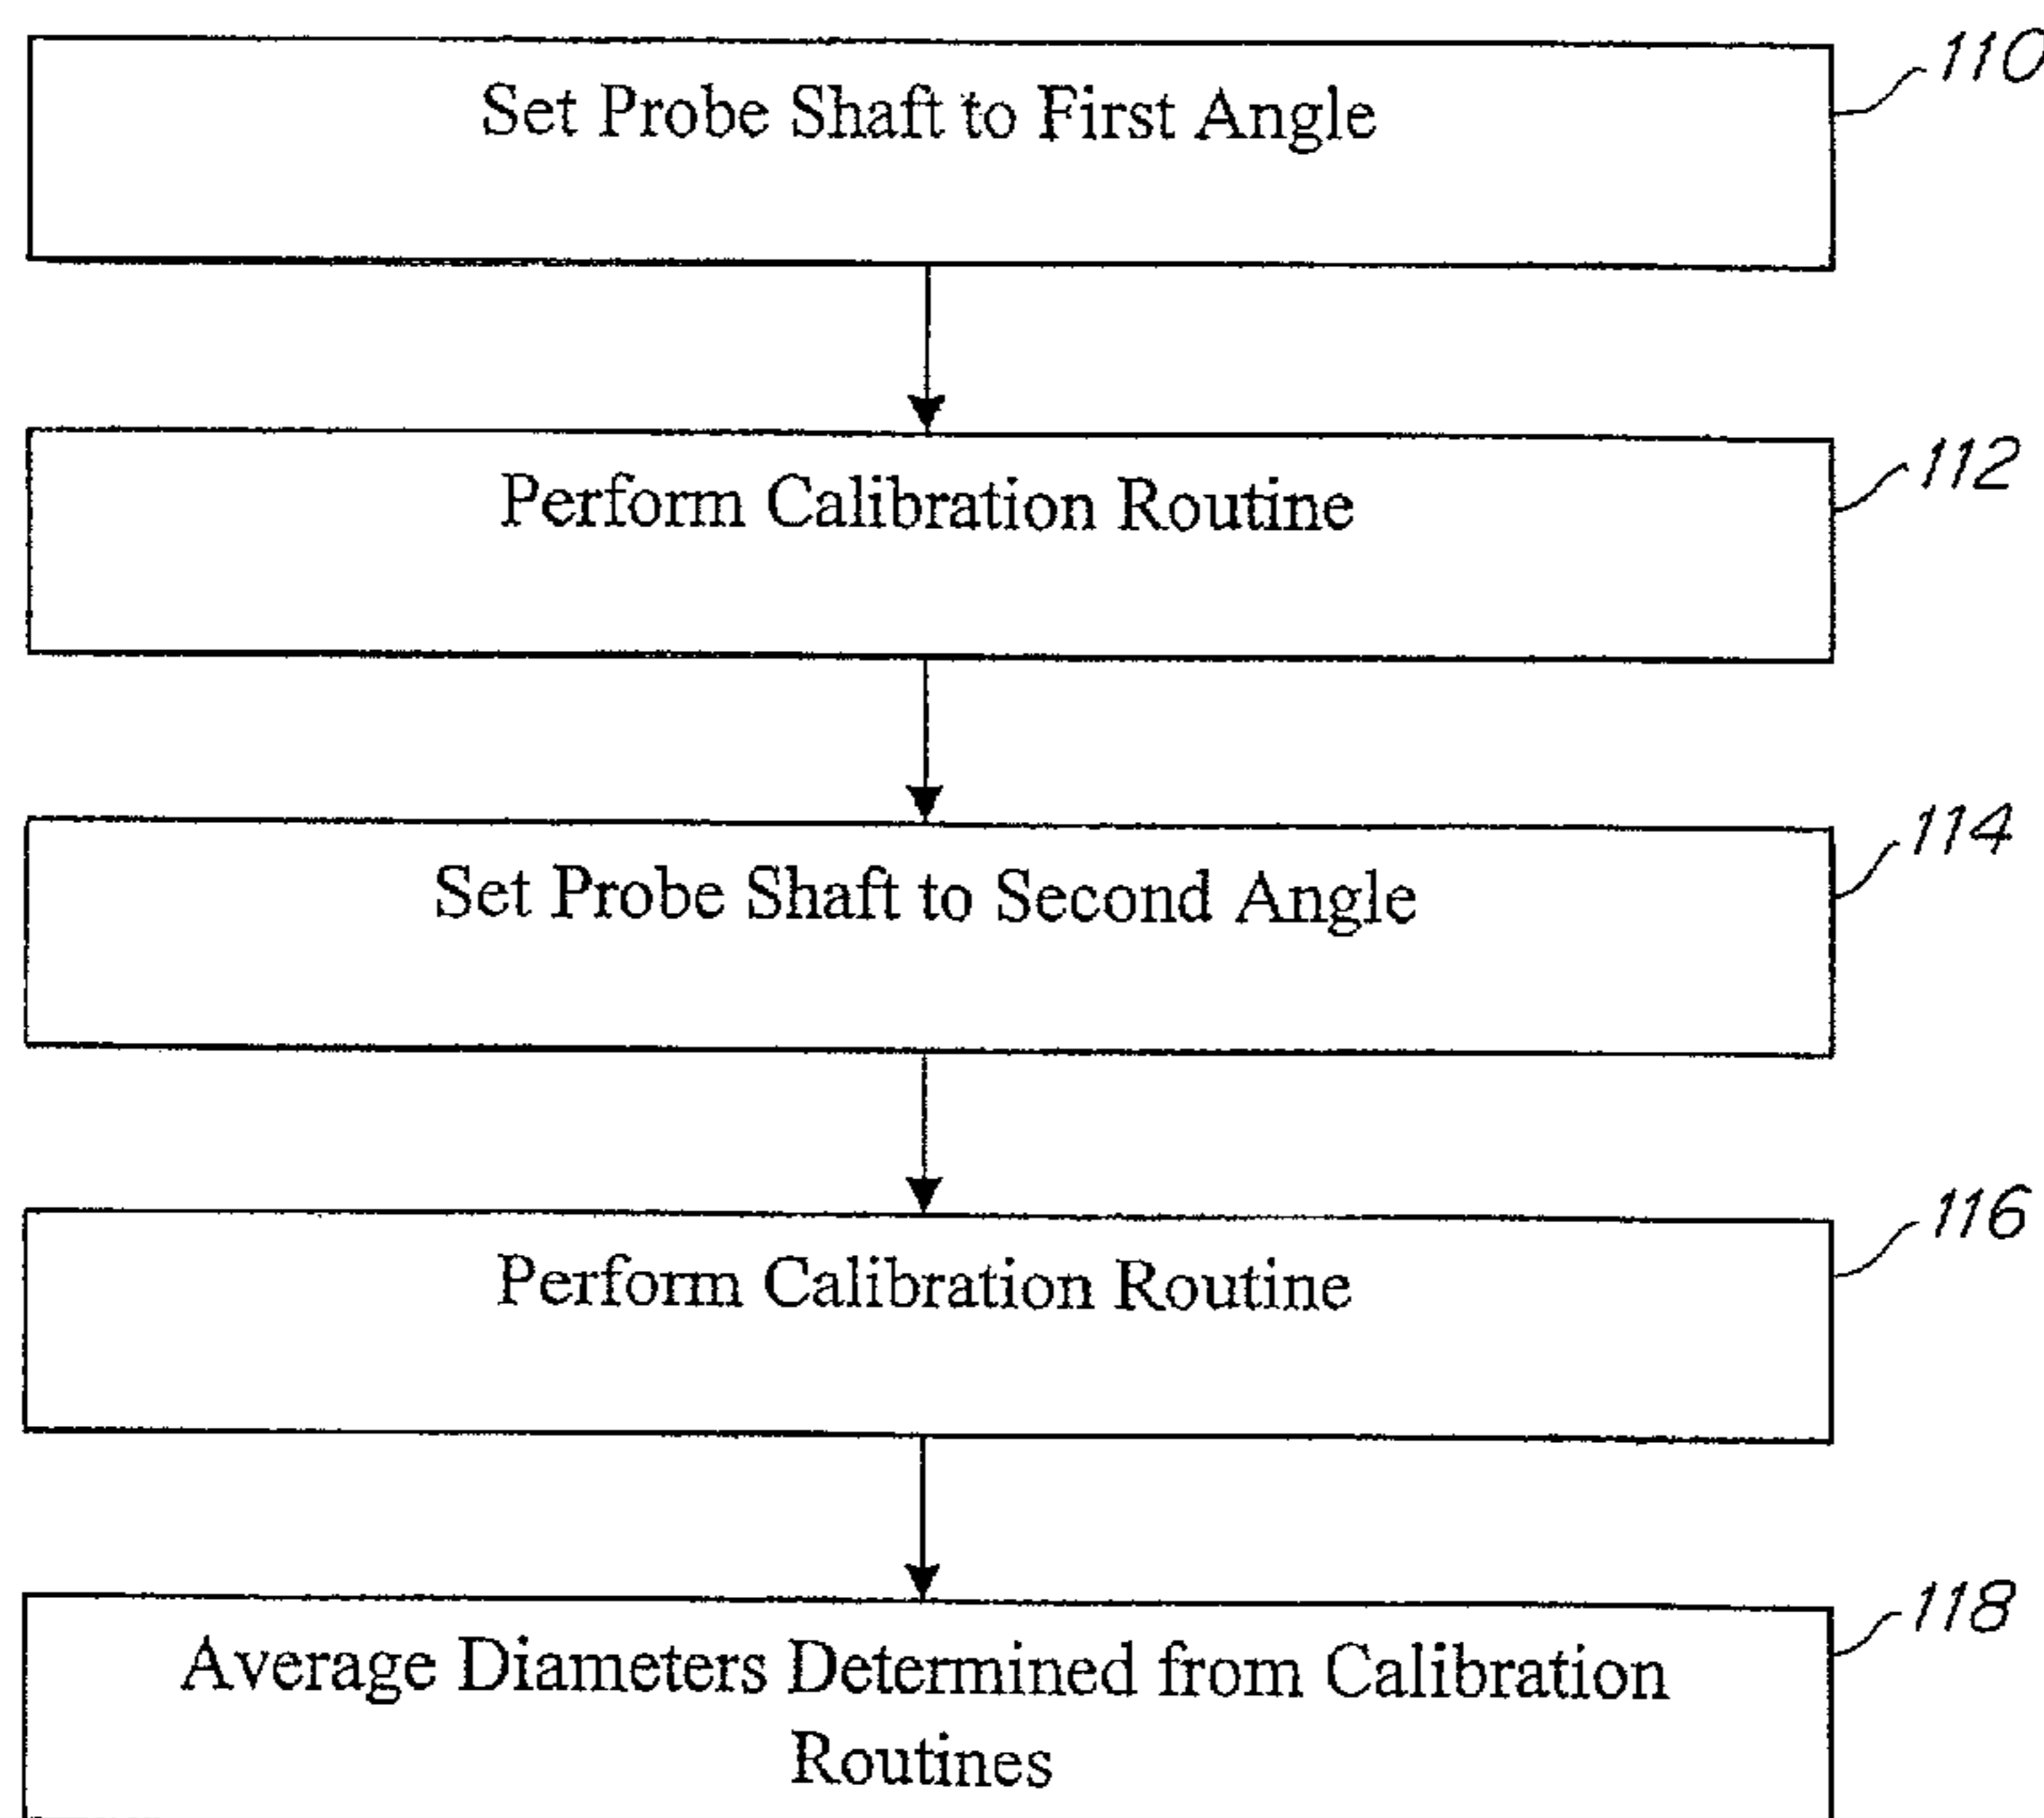 Set Probe Shaft to First Angle
110
Perform Calibration Routine
112
Set Probe Shaft to Second Angle
114
Perform Calibration Routine
116
Average Diameters Determined from Calibration
Routines
118